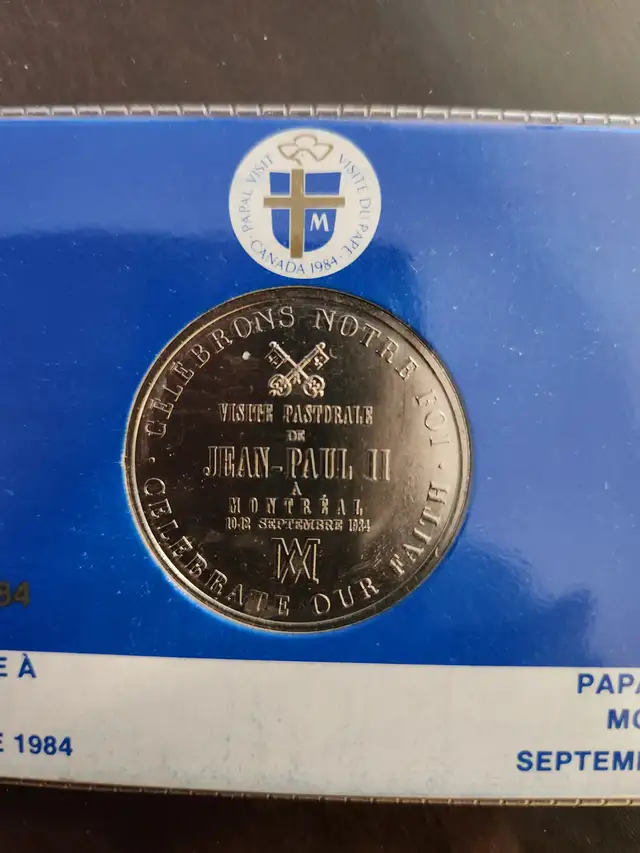 PAPAL VISIT · VISITE DU PAPE
· CANADA 1984 ·
M
CÉLÉBRONS NOTRE FOI
VISITE PASTORALE
DE
JEAN-PAUL II
À
MONTRÉAL
10-12 SEPTEMBRE 1984
M
· CELEBRATE OUR FAITH ·
84
E À
E 1984
PAPA
MO
SEPTEM